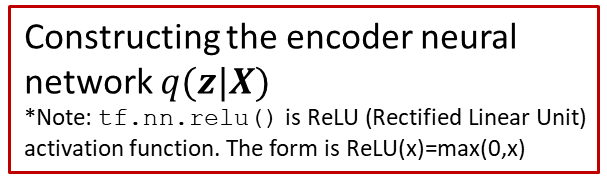 Constructing the encoder neural
network q(z|X)
*Note: tf.nn.relu() is ReLU (Rectified Linear Unit)
activation function. The form is ReLU(x)=max(0,x)